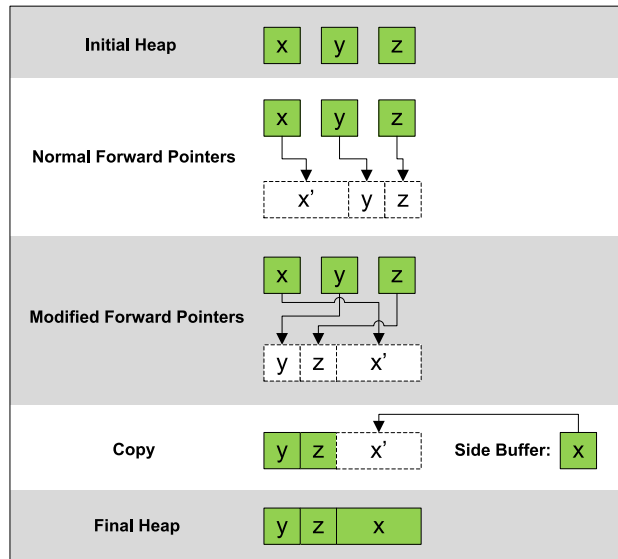 Initial Heap x y z
x y z
Normal Forward Pointers
x' y z
x y z
Modified Forward Pointers
y z x'
Copy y z x' Side Buffer: x
Final Heap y z x